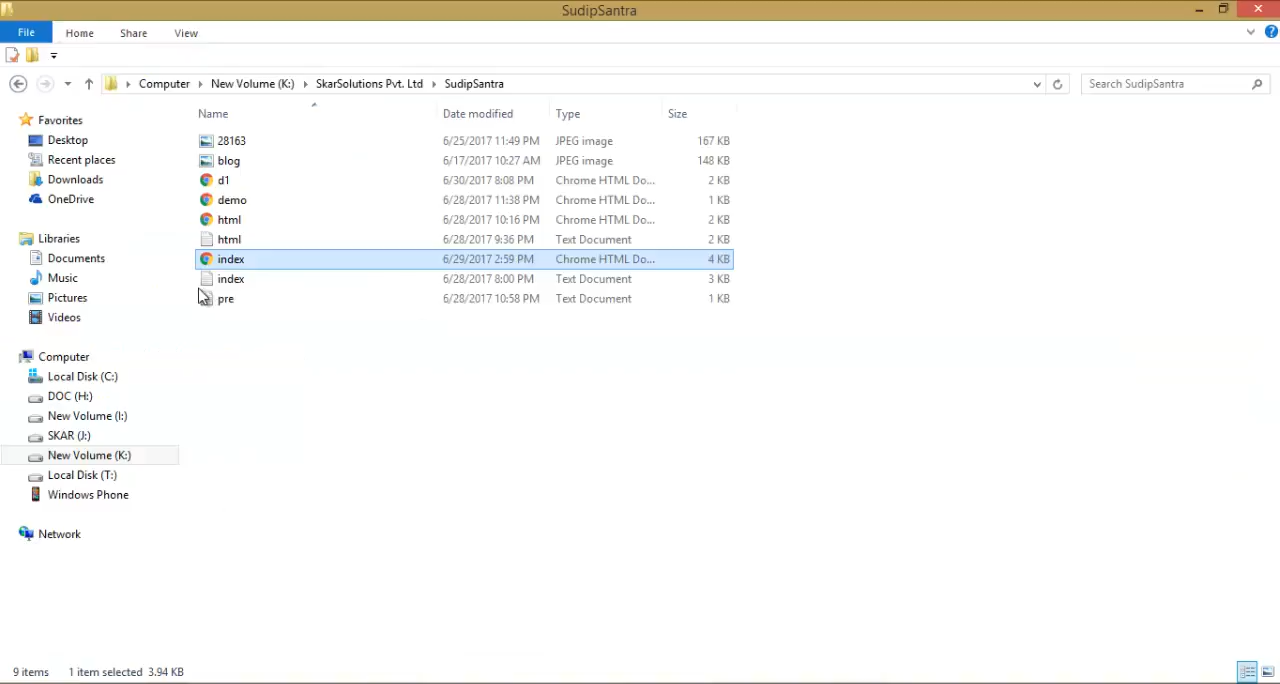 SudipSantra
File Home Share View
Computer New Volume (K:) SkarSolutions Pvt. Ltd SudipSantra Search SudipSantra
Name Date modified Type Size
Favorites
Desktop
Recent places
Downloads
OneDrive
Libraries
Documents
Music
Pictures
Videos
Computer
Local Disk (C:)
DOC (H:)
New Volume (I:)
SKAR (J:)
New Volume (K:)
Local Disk (T:)
Windows Phone
Network
28163 6/25/2017 11:49 PM JPEG image 167 KB
blog 6/17/2017 10:27 AM JPEG image 148 KB
d1 6/30/2017 8:08 PM Chrome HTML Do... 2 KB
demo 6/28/2017 11:38 PM Chrome HTML Do... 1 KB
html 6/28/2017 10:16 PM Chrome HTML Do... 2 KB
html 6/28/2017 9:36 PM Text Document 2 KB
index 6/29/2017 2:59 PM Chrome HTML Do... 4 KB
index 6/28/2017 8:00 PM Text Document 3 KB
pre 6/28/2017 10:58 PM Text Document 1 KB
9 items 1 item selected 3.94 KB